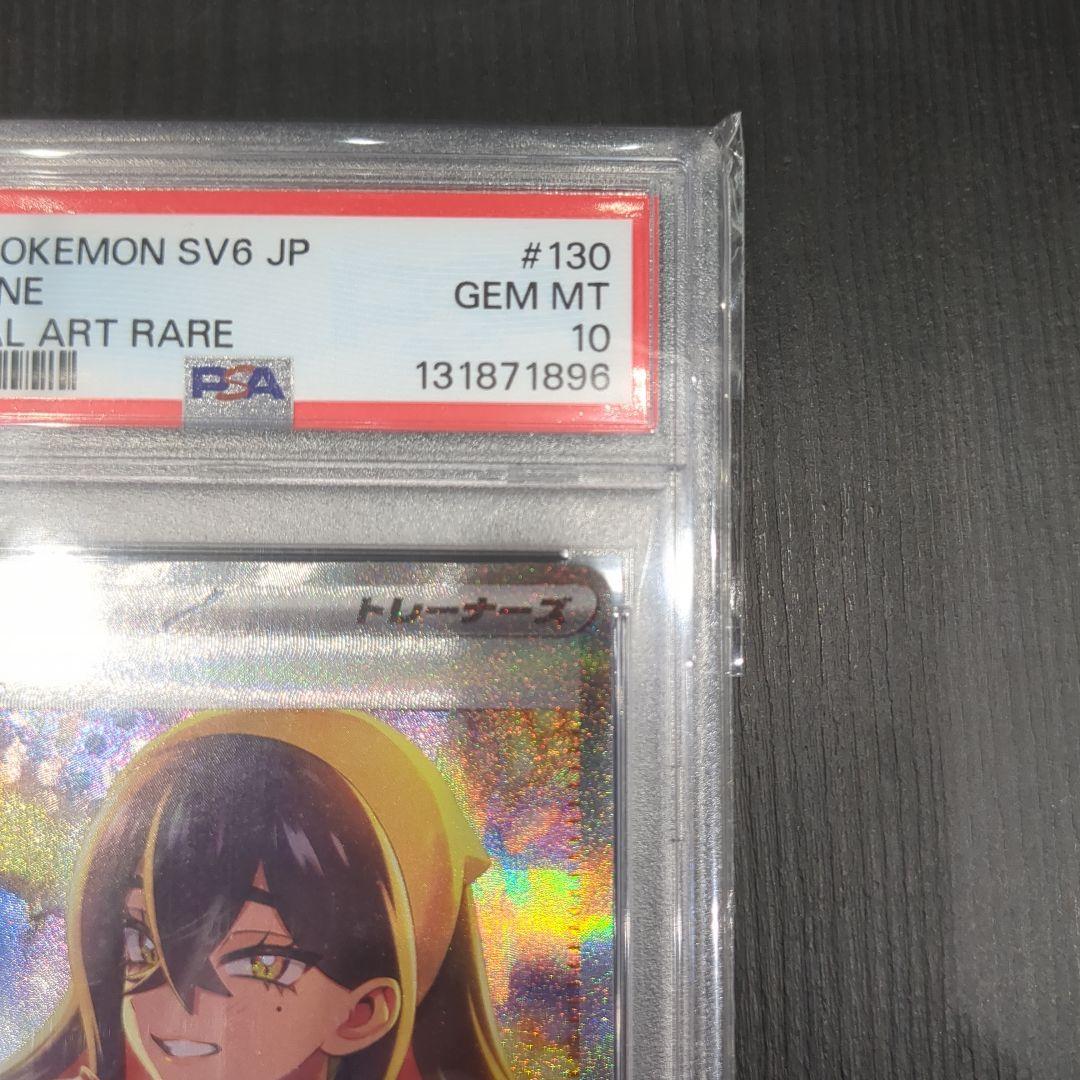 OKEMON SV6 JP #130
NE GEM MT
AL ART RARE 10
PSA 131871896
トレーナーズ